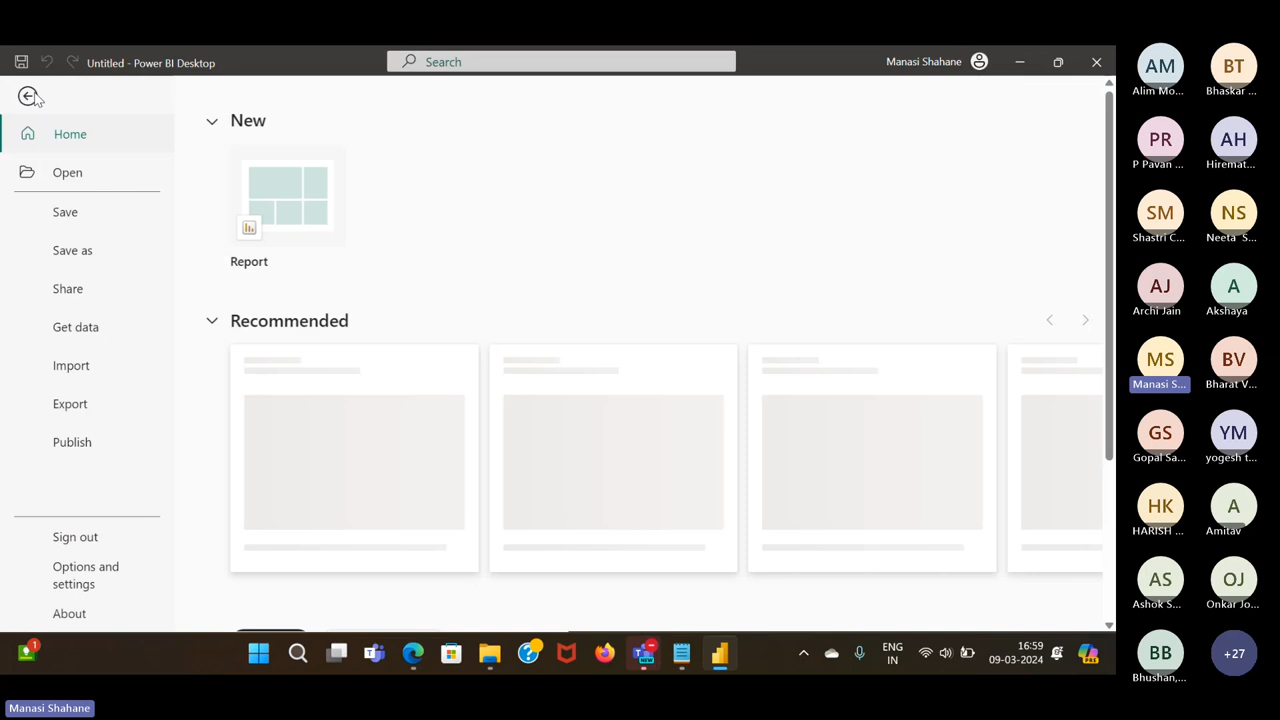 Untitled - Power BI Desktop
Search
Manasi Shahane
Home
Open
Save
Save as
Share
Get data
Import
Export
Publish
Sign out
Options and
settings
About
New
Report
Recommended
AM
Alim Mo...
BT
Bhaskar ...
PR
P Pavan ...
AH
Hiremat...
SM
Shastri C...
NS
Neeta S...
AJ
Archi Jain
A
Akshaya
MS
Manasi S...
BV
Bharat V...
GS
Gopal Sa...
YM
yogesh t...
HK
HARISH ...
A
Amitav
AS
Ashok S...
OJ
Onkar Jo...
BB
Bhushan,...
+27
1
NEW
ENG
IN
16:59
09-03-2024
PRE
Manasi Shahane